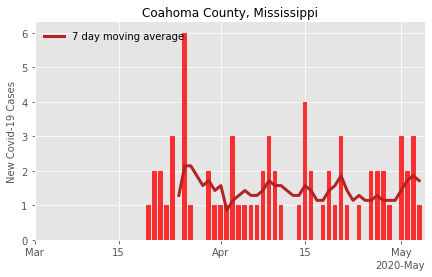 Coahoma County, Mississippi
7 day moving average
New Covid-19 Cases
6
5
4
3
2
1
0
Mar
15
Apr
15
May
2020-May